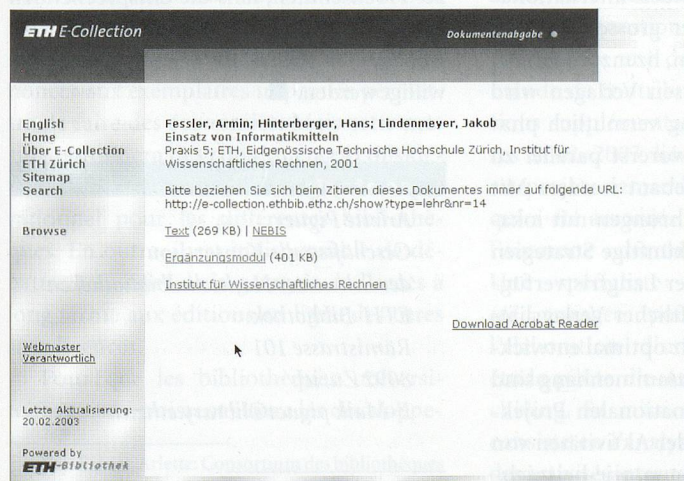 ETH E-Collection
Dokumentenabgabe
English
Home
Über E-Collection
ETH Zürich
Sitemap
Search
Browse
Webmaster
Verantwortlich
Letzte Aktualisierung:
20.02.2003
Powered by
ETH-Bibliothek
Fessler, Armin; Hinterberger, Hans; Lindenmeyer, Jakob
Einsatz von Informatikmitteln
Praxis 5; ETH, Eidgenössische Technische Hochschule Zürich, Institut für
Wissenschaftliches Rechnen, 2001
Bitte beziehen Sie sich beim Zitieren dieses Dokumentes immer auf folgende URL:
http://e-collection.ethbib.ethz.ch/show?type=lehr&nr=14
Text (269 KB) | NEBIS
Ergänzungsmodul (401 KB)
Institut für Wissenschaftliches Rechnen
Download Acrobat Reader